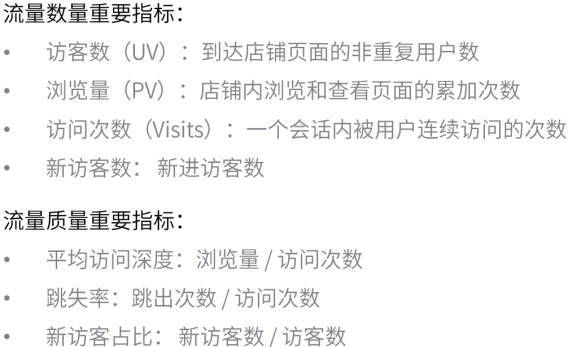 流量数量重要指标：
• 访客数（UV）：到达店铺页面的非重复用户数
• 浏览量（PV）：店铺内浏览和查看页面的累加次数
• 访问次数（Visits）：一个会话内被用户连续访问的次数
• 新访客数： 新进访客数
流量质量重要指标：
• 平均访问深度：浏览量 / 访问次数
• 跳失率：跳出次数 / 访问次数
• 新访客占比： 新访客数 / 访客数